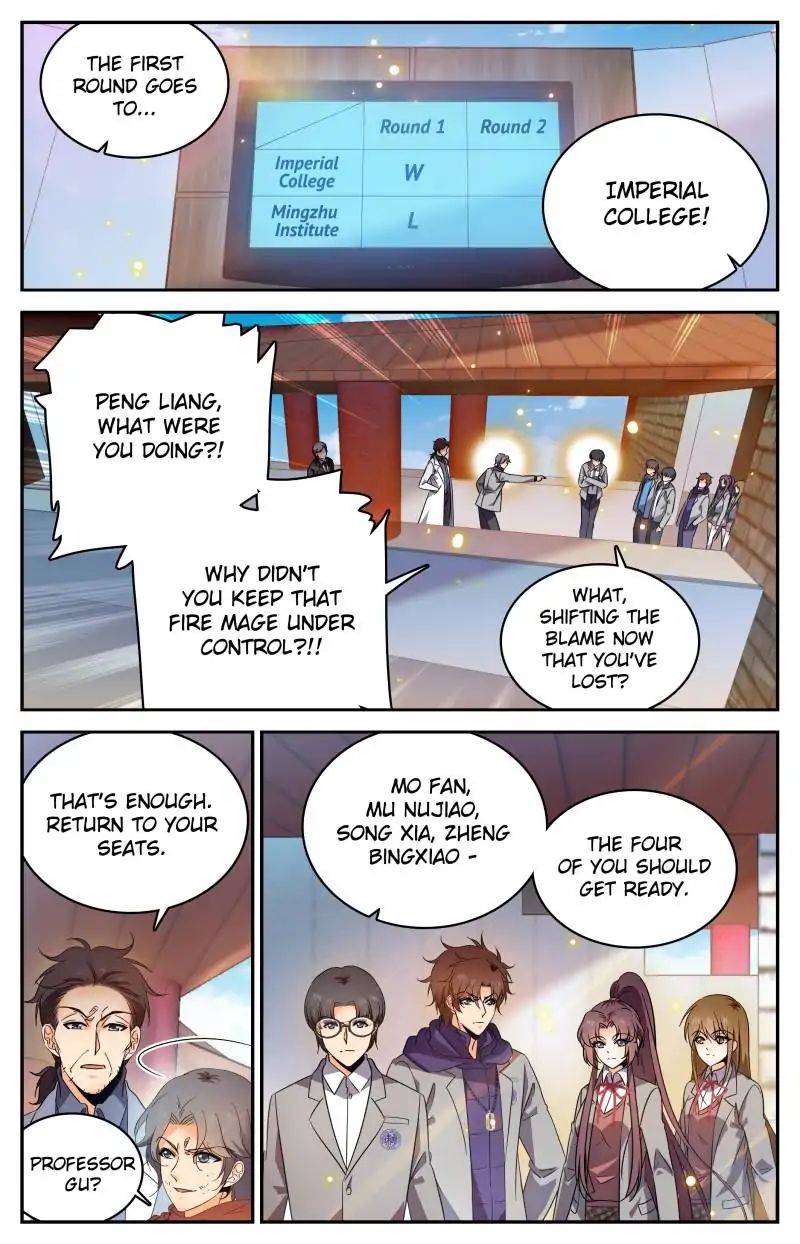 THE FIRST
ROUND GOES
TO...
Round 1 Round 2
Imperial
College W
Mingzhu
Institute L
IMPERIAL
COLLEGE!
PENG LIANG,
WHAT WERE
YOU DOING?!
WHY DIDN'T
YOU KEEP THAT
FIRE MAGE UNDER
CONTROL?!!
WHAT,
SHIFTING THE
BLAME NOW
THAT YOU'VE
LOST?
THAT'S ENOUGH.
RETURN TO YOUR
SEATS.
PROFESSOR
GU?
MO FAN,
MU NUJIAO,
SONG XIA, ZHENG
BINGXIAO -
THE FOUR
OF YOU SHOULD
GET READY.